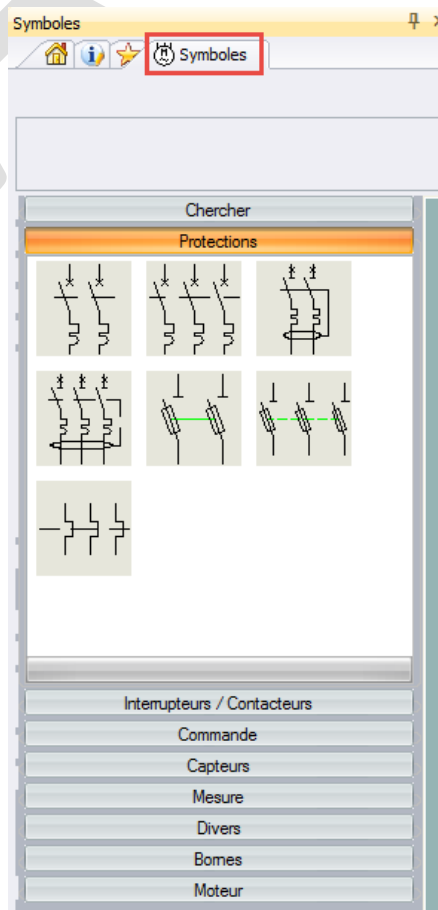 Symboles
Symboles
Chercher
Protections
Interrupteurs / Contacteurs
Commande
Capteurs
Mesure
Divers
Bornes
Moteur